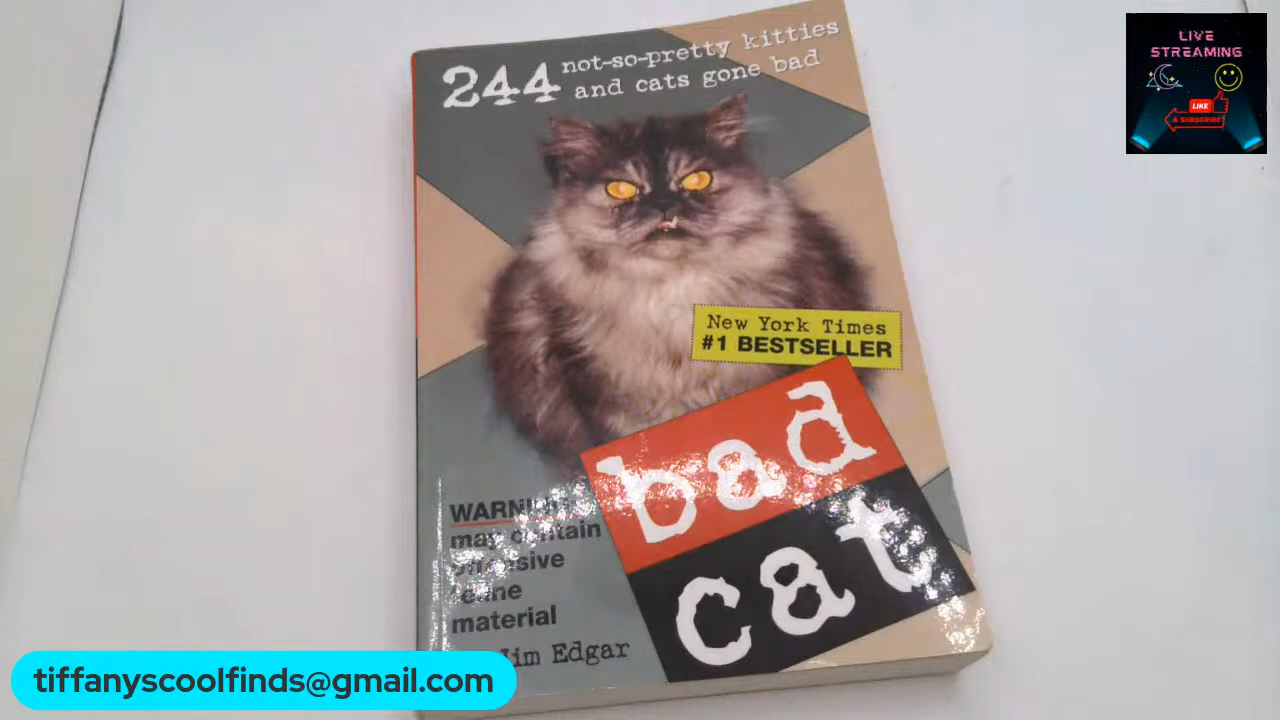 244 not-so-pretty kitties
and cats gone bad
New York Times
#1 BESTSELLER
bad
cat
WARNING:
may contain
offensive
feline
material
Jim Edgar
tiffanyscoolfinds@gmail.com
LIVE
STREAMING
LIKE
& SUBSCRIBE